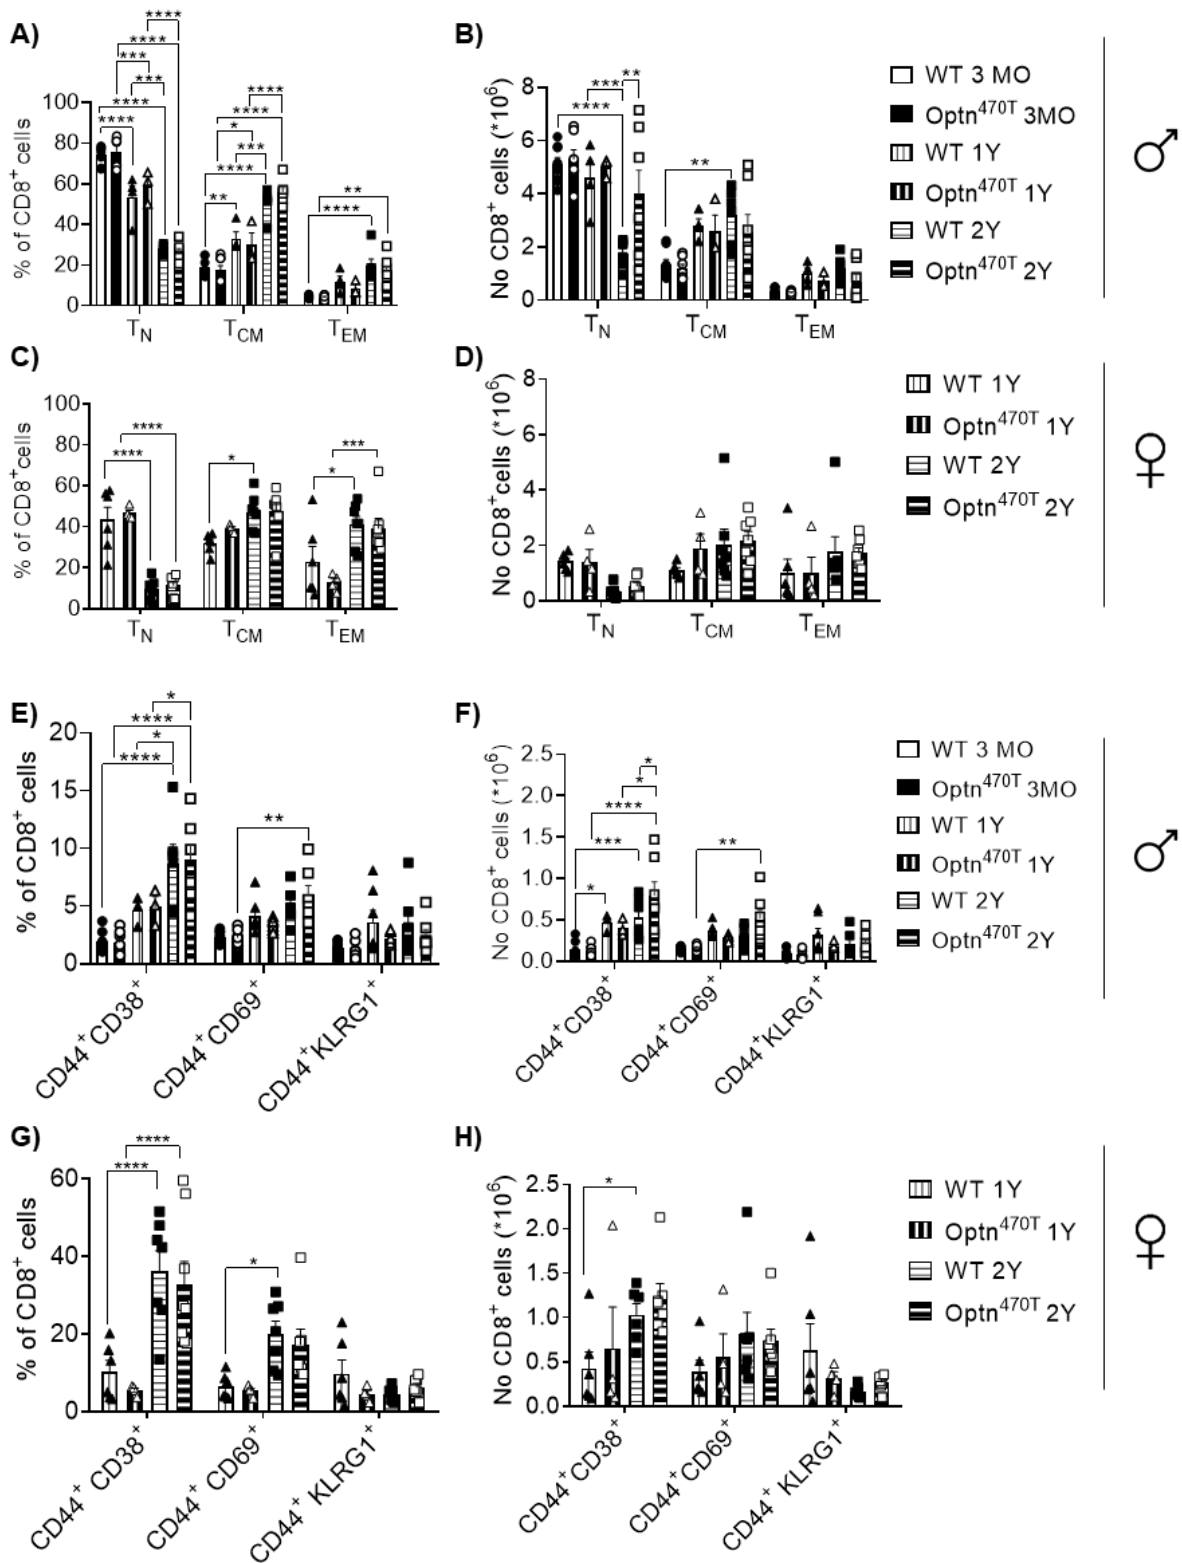 A)
****
****
***
***
****
****
****
****
*
***
****
**
**
****
100
80
60
40
20
0
% of CD8+ cells
TN
TCM
TEM
B)
**
***
****
**
8
6
4
2
0
No CD8+ cells (*10^6)
TN
TCM
TEM
WT 3 MO
Optn470T 3MO
WT 1Y
Optn470T 1Y
WT 2Y
Optn470T 2Y
♂
C)
****
****
*
***
*
100
80
60
40
20
0
% of CD8+cells
TN
TCM
TEM
D)
8
6
4
2
0
No CD8+cells (*10^6)
TN
TCM
TEM
WT 1Y
Optn470T 1Y
WT 2Y
Optn470T 2Y
♀
E)
*
****
*
****
**
20
15
10
5
0
% of CD8+ cells
CD44+CD38+
CD44+CD69+
CD44+KLRG1+
F)
*
*
****
***
*
**
2.5
2.0
1.5
1.0
0.5
0.0
No CD8+ cells (*10^6)
CD44+CD38+
CD44+CD69+
CD44+KLRG1+
WT 3 MO
Optn470T 3MO
WT 1Y
Optn470T 1Y
WT 2Y
Optn470T 2Y
♂
G)
****
****
*
60
40
20
0
% of CD8+ cells
CD44+ CD38+
CD44+ CD69+
CD44+ KLRG1+
H)
*
2.5
2.0
1.5
1.0
0.5
0.0
No CD8+ cells (*10^6)
CD44+CD38+
CD44+CD69+
CD44+ KLRG1+
WT 1Y
Optn470T 1Y
WT 2Y
Optn470T 2Y
♀